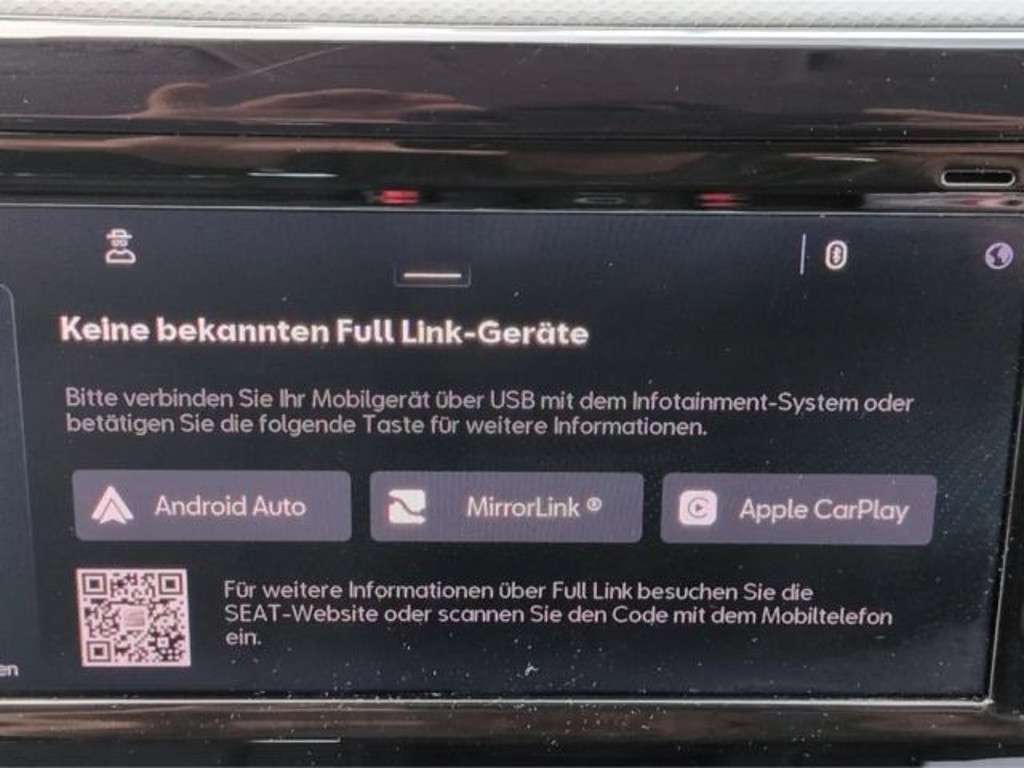 Keine bekannten Full Link-Geräte
Bitte verbinden Sie Ihr Mobilgerät über USB mit dem Infotainment-System oder
betätigen Sie die folgende Taste für weitere Informationen.
Android Auto
MirrorLink ®
Apple CarPlay
Für weitere Informationen über Full Link besuchen Sie die
SEAT-Website oder scannen Sie den Code mit dem Mobiltelefon
ein.
en